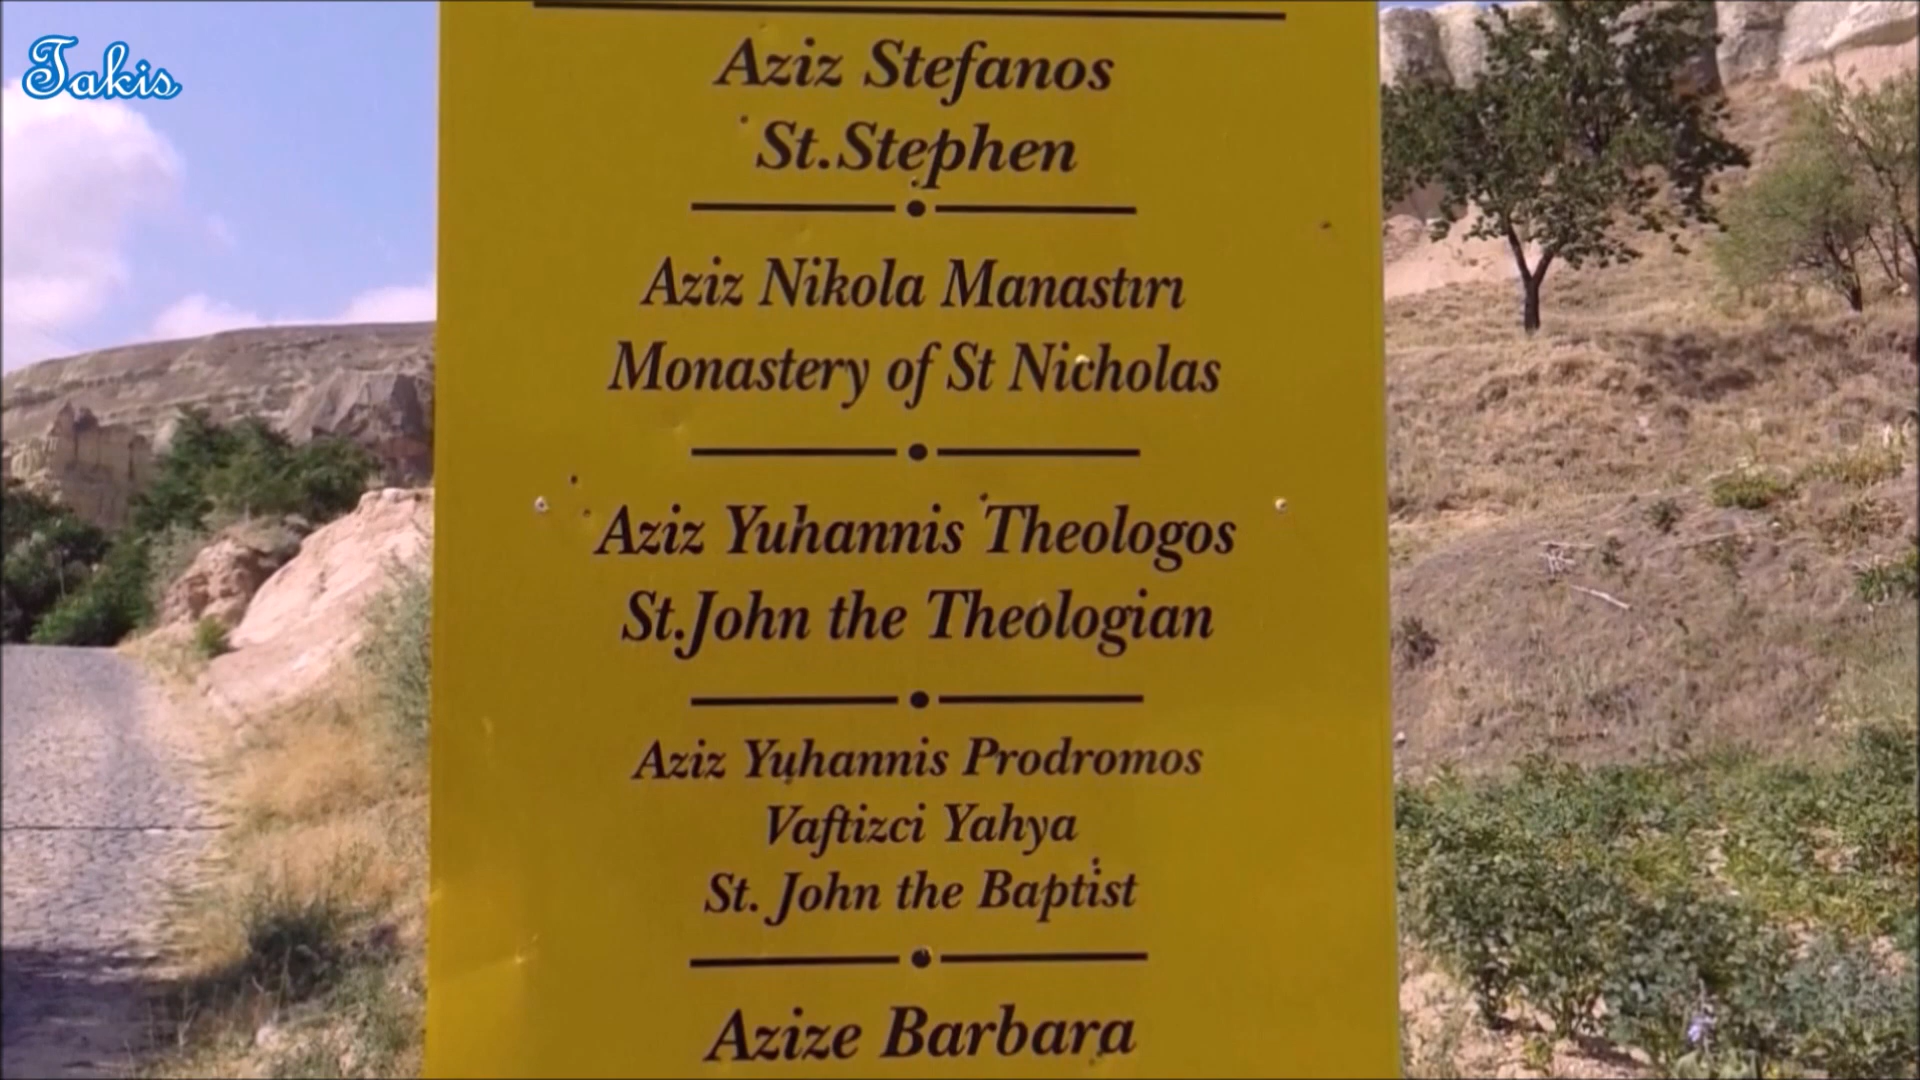 Takis
Aziz Stefanos
St.Stephen
Aziz Nikola Manastırı
Monastery of St Nicholas
Aziz Yuhannis Theologos
St.John the Theologian
Aziz Yuhannis Prodromos
Vaftizci Yahya
St. John the Baptist
Azize Barbara